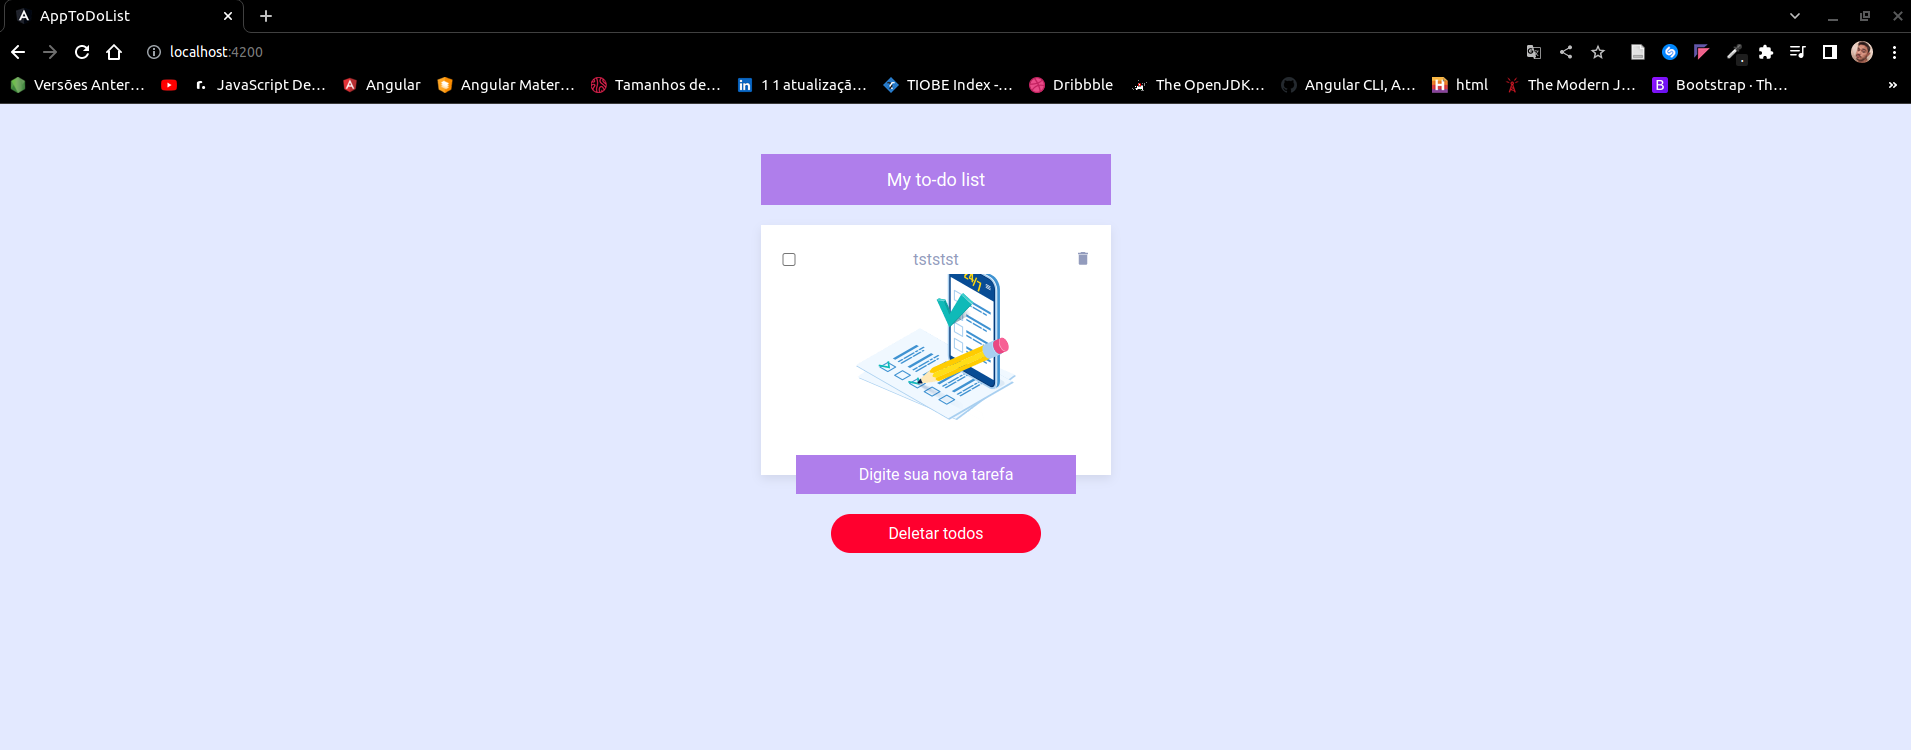 AppToDoList
localhost:4200
Versões Anter... JavaScript De... Angular Angular Mater... Tamanhos de... 1 1 atualizaçã... TIOBE Index -... Dribbble The OpenJDK... Angular CLI, A... html The Modern J... Bootstrap · Th... »
My to-do list
tststst
24/7
Digite sua nova tarefa
Deletar todos